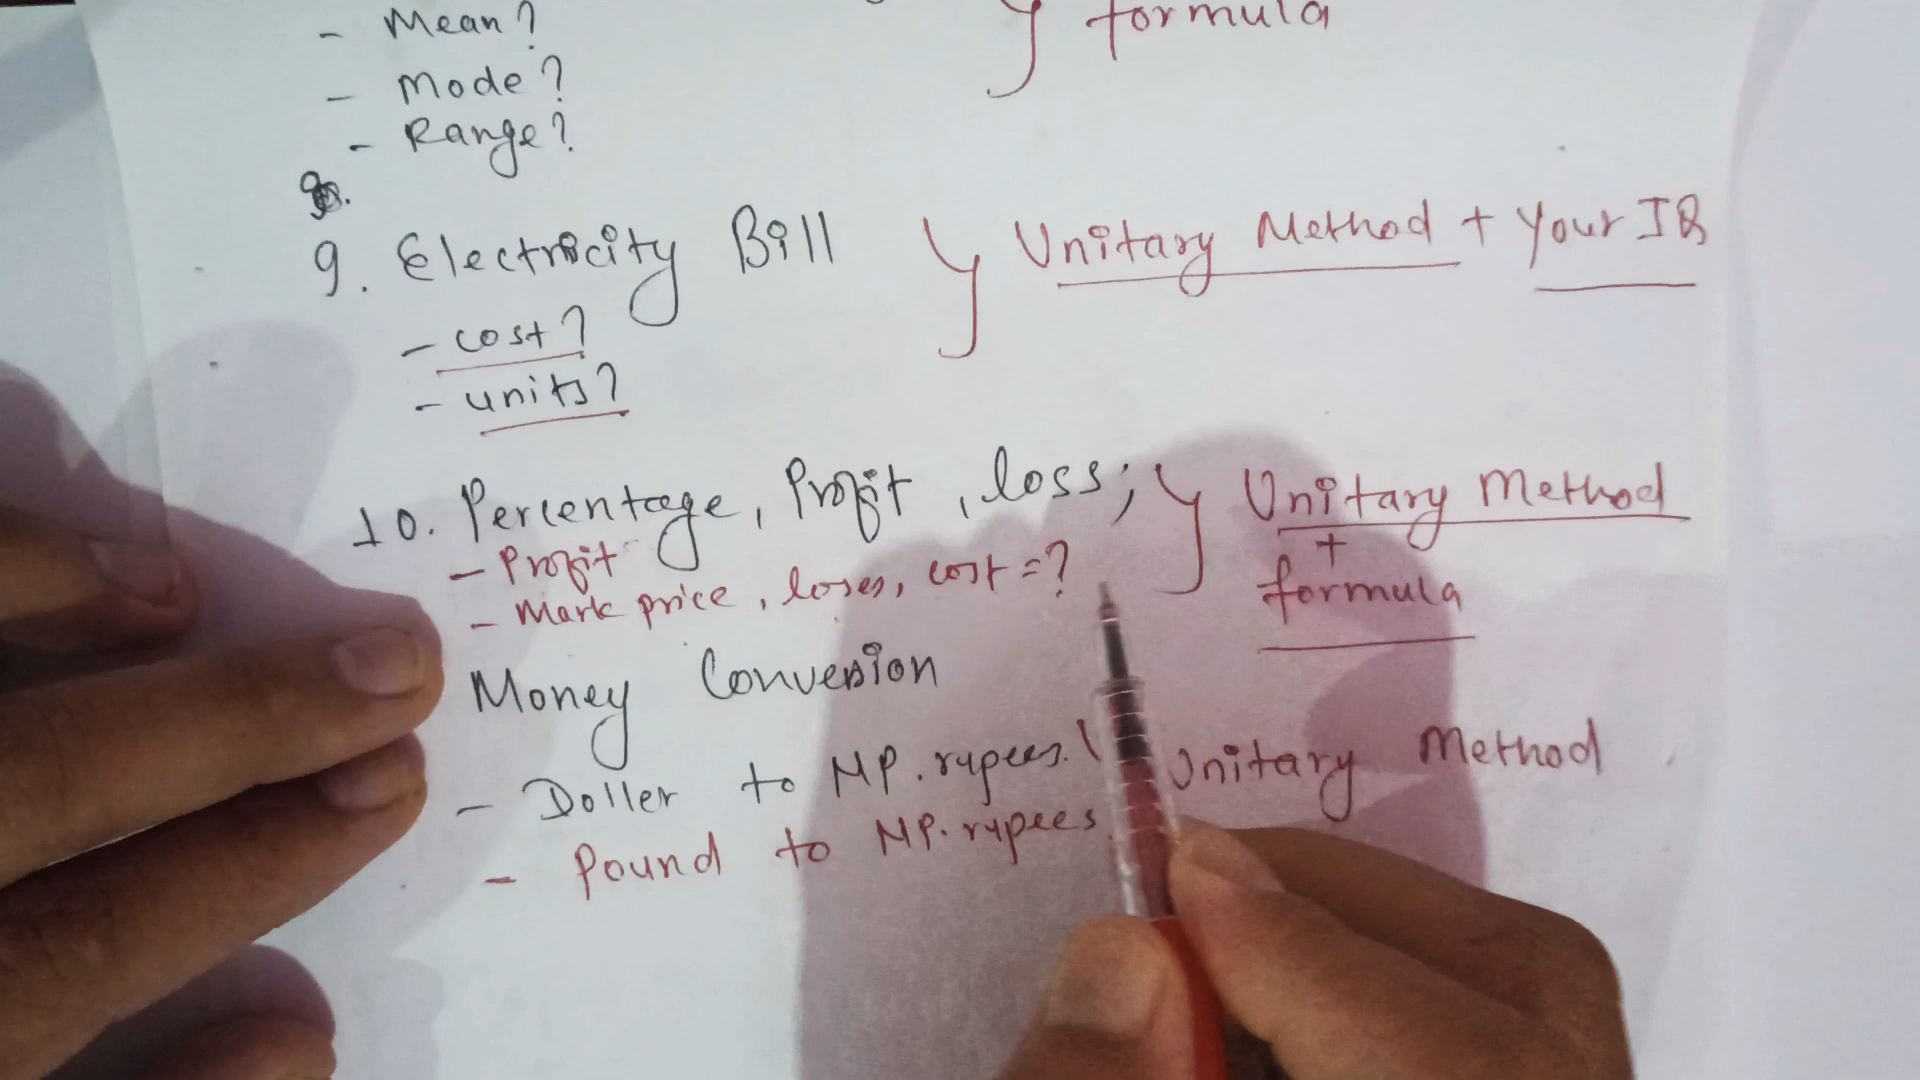 - Mean?
- Mode?
- Range?
} formula
9. Electricity Bill } Unitary Method + Your IQ
- cost?
- units?
10. Percentage, Profit, loss; } Unitary Method
+
formula
- Profit
- Mark price, loses, cost = ?
Money Conversion
- Doller to NP. rupees. Unitary Method
- Pound to NP. rupees.